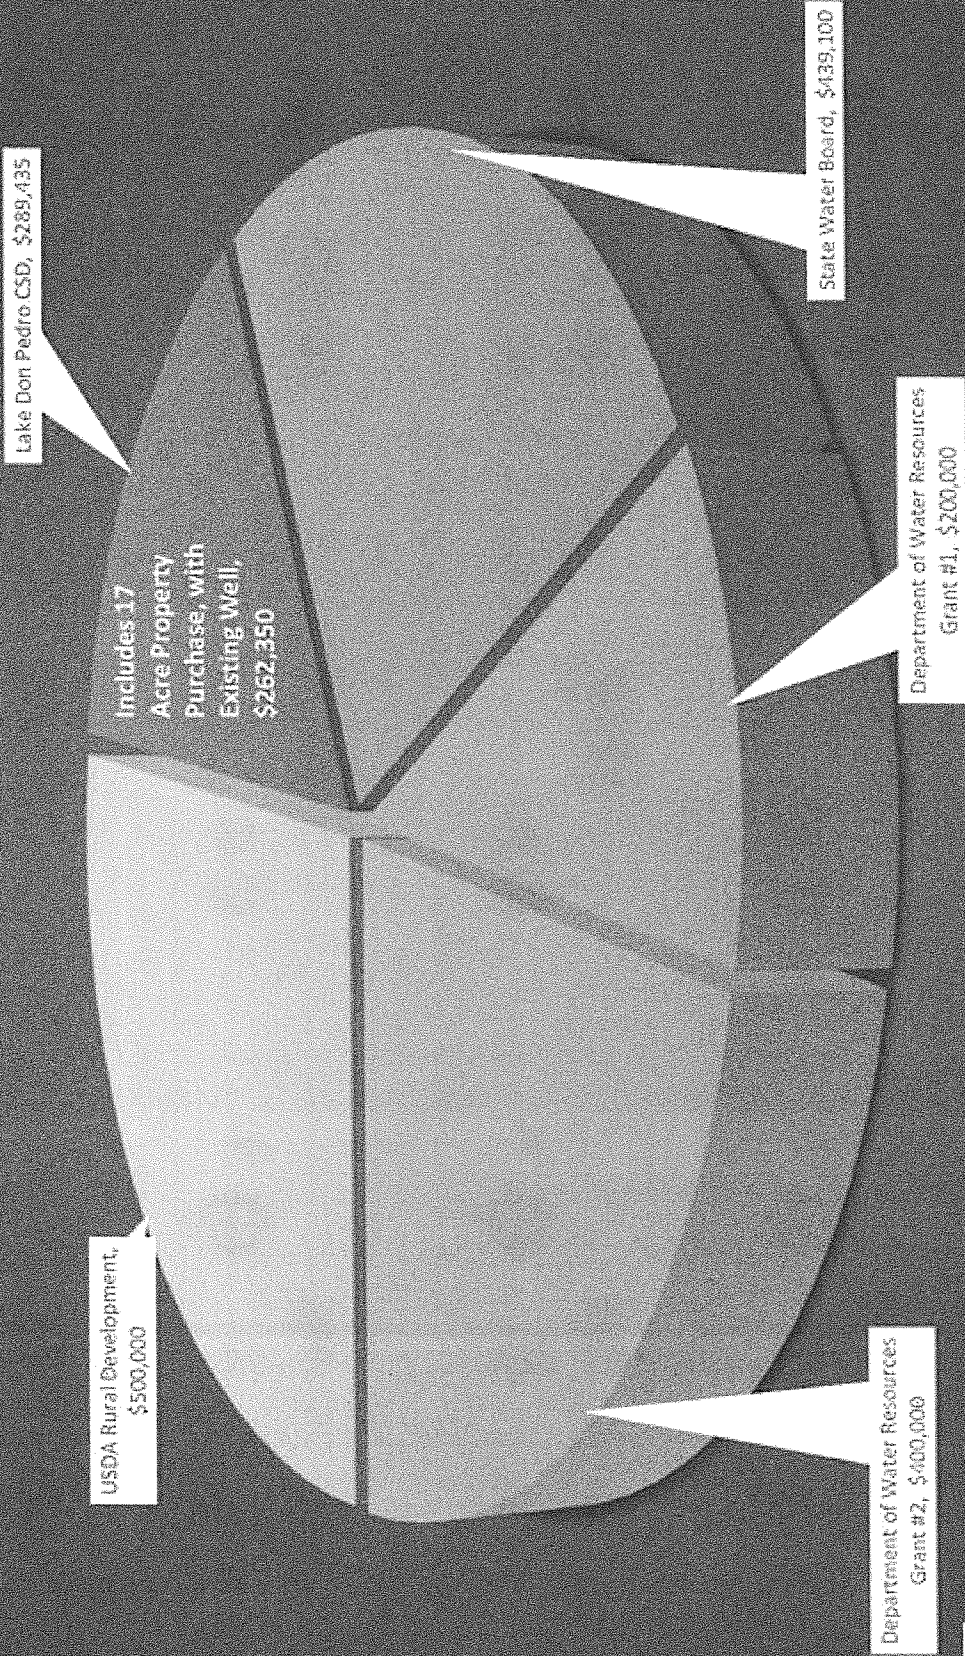 Lake Don Pedro CSD, $289,435
Includes 17
Acre Property
Purchase, with
Existing Well,
$262,350
State Water Board, $439,100
Department of Water Resources
Grant #1, $200,000
Department of Water Resources
Grant #2, $400,000
USDA Rural Development,
$500,000